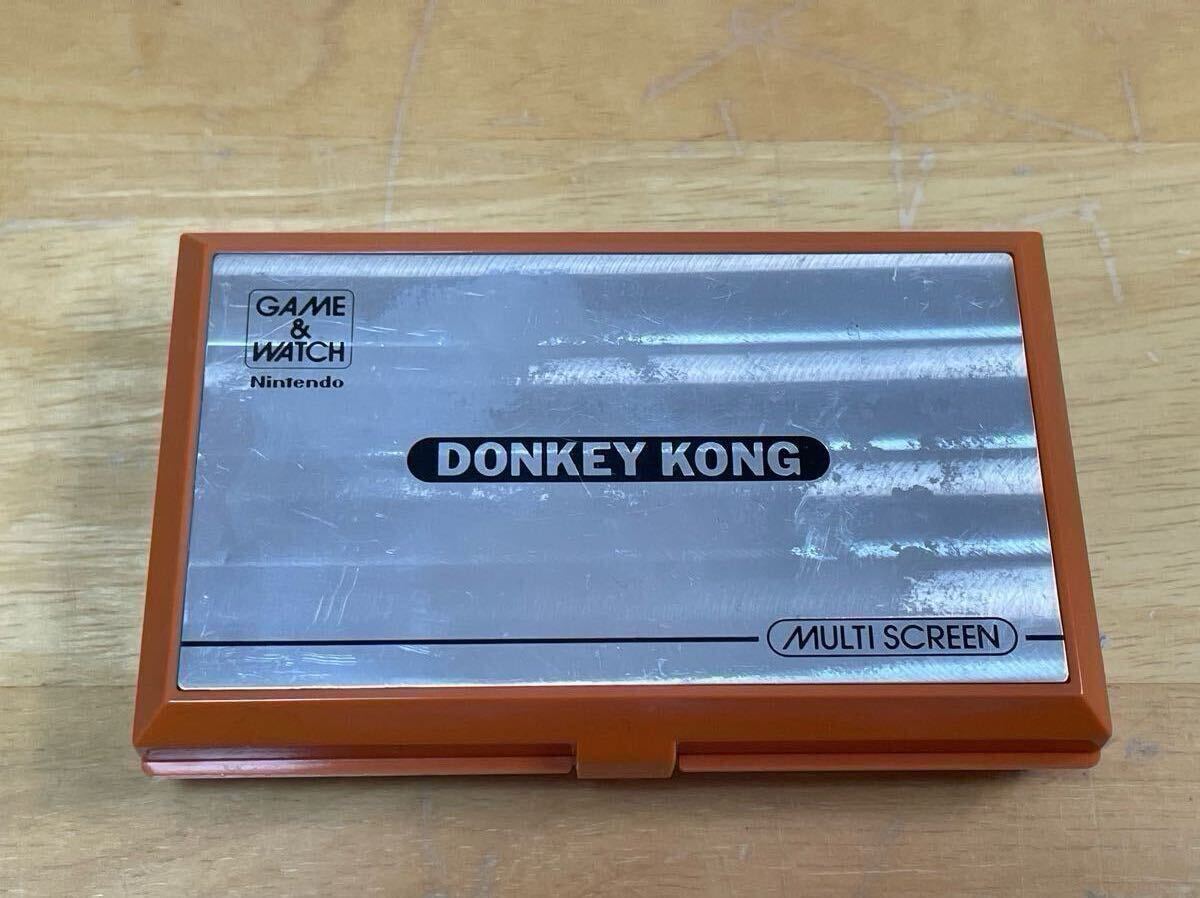 GAME
&
WATCH
Nintendo
DONKEY KONG
MULTI SCREEN